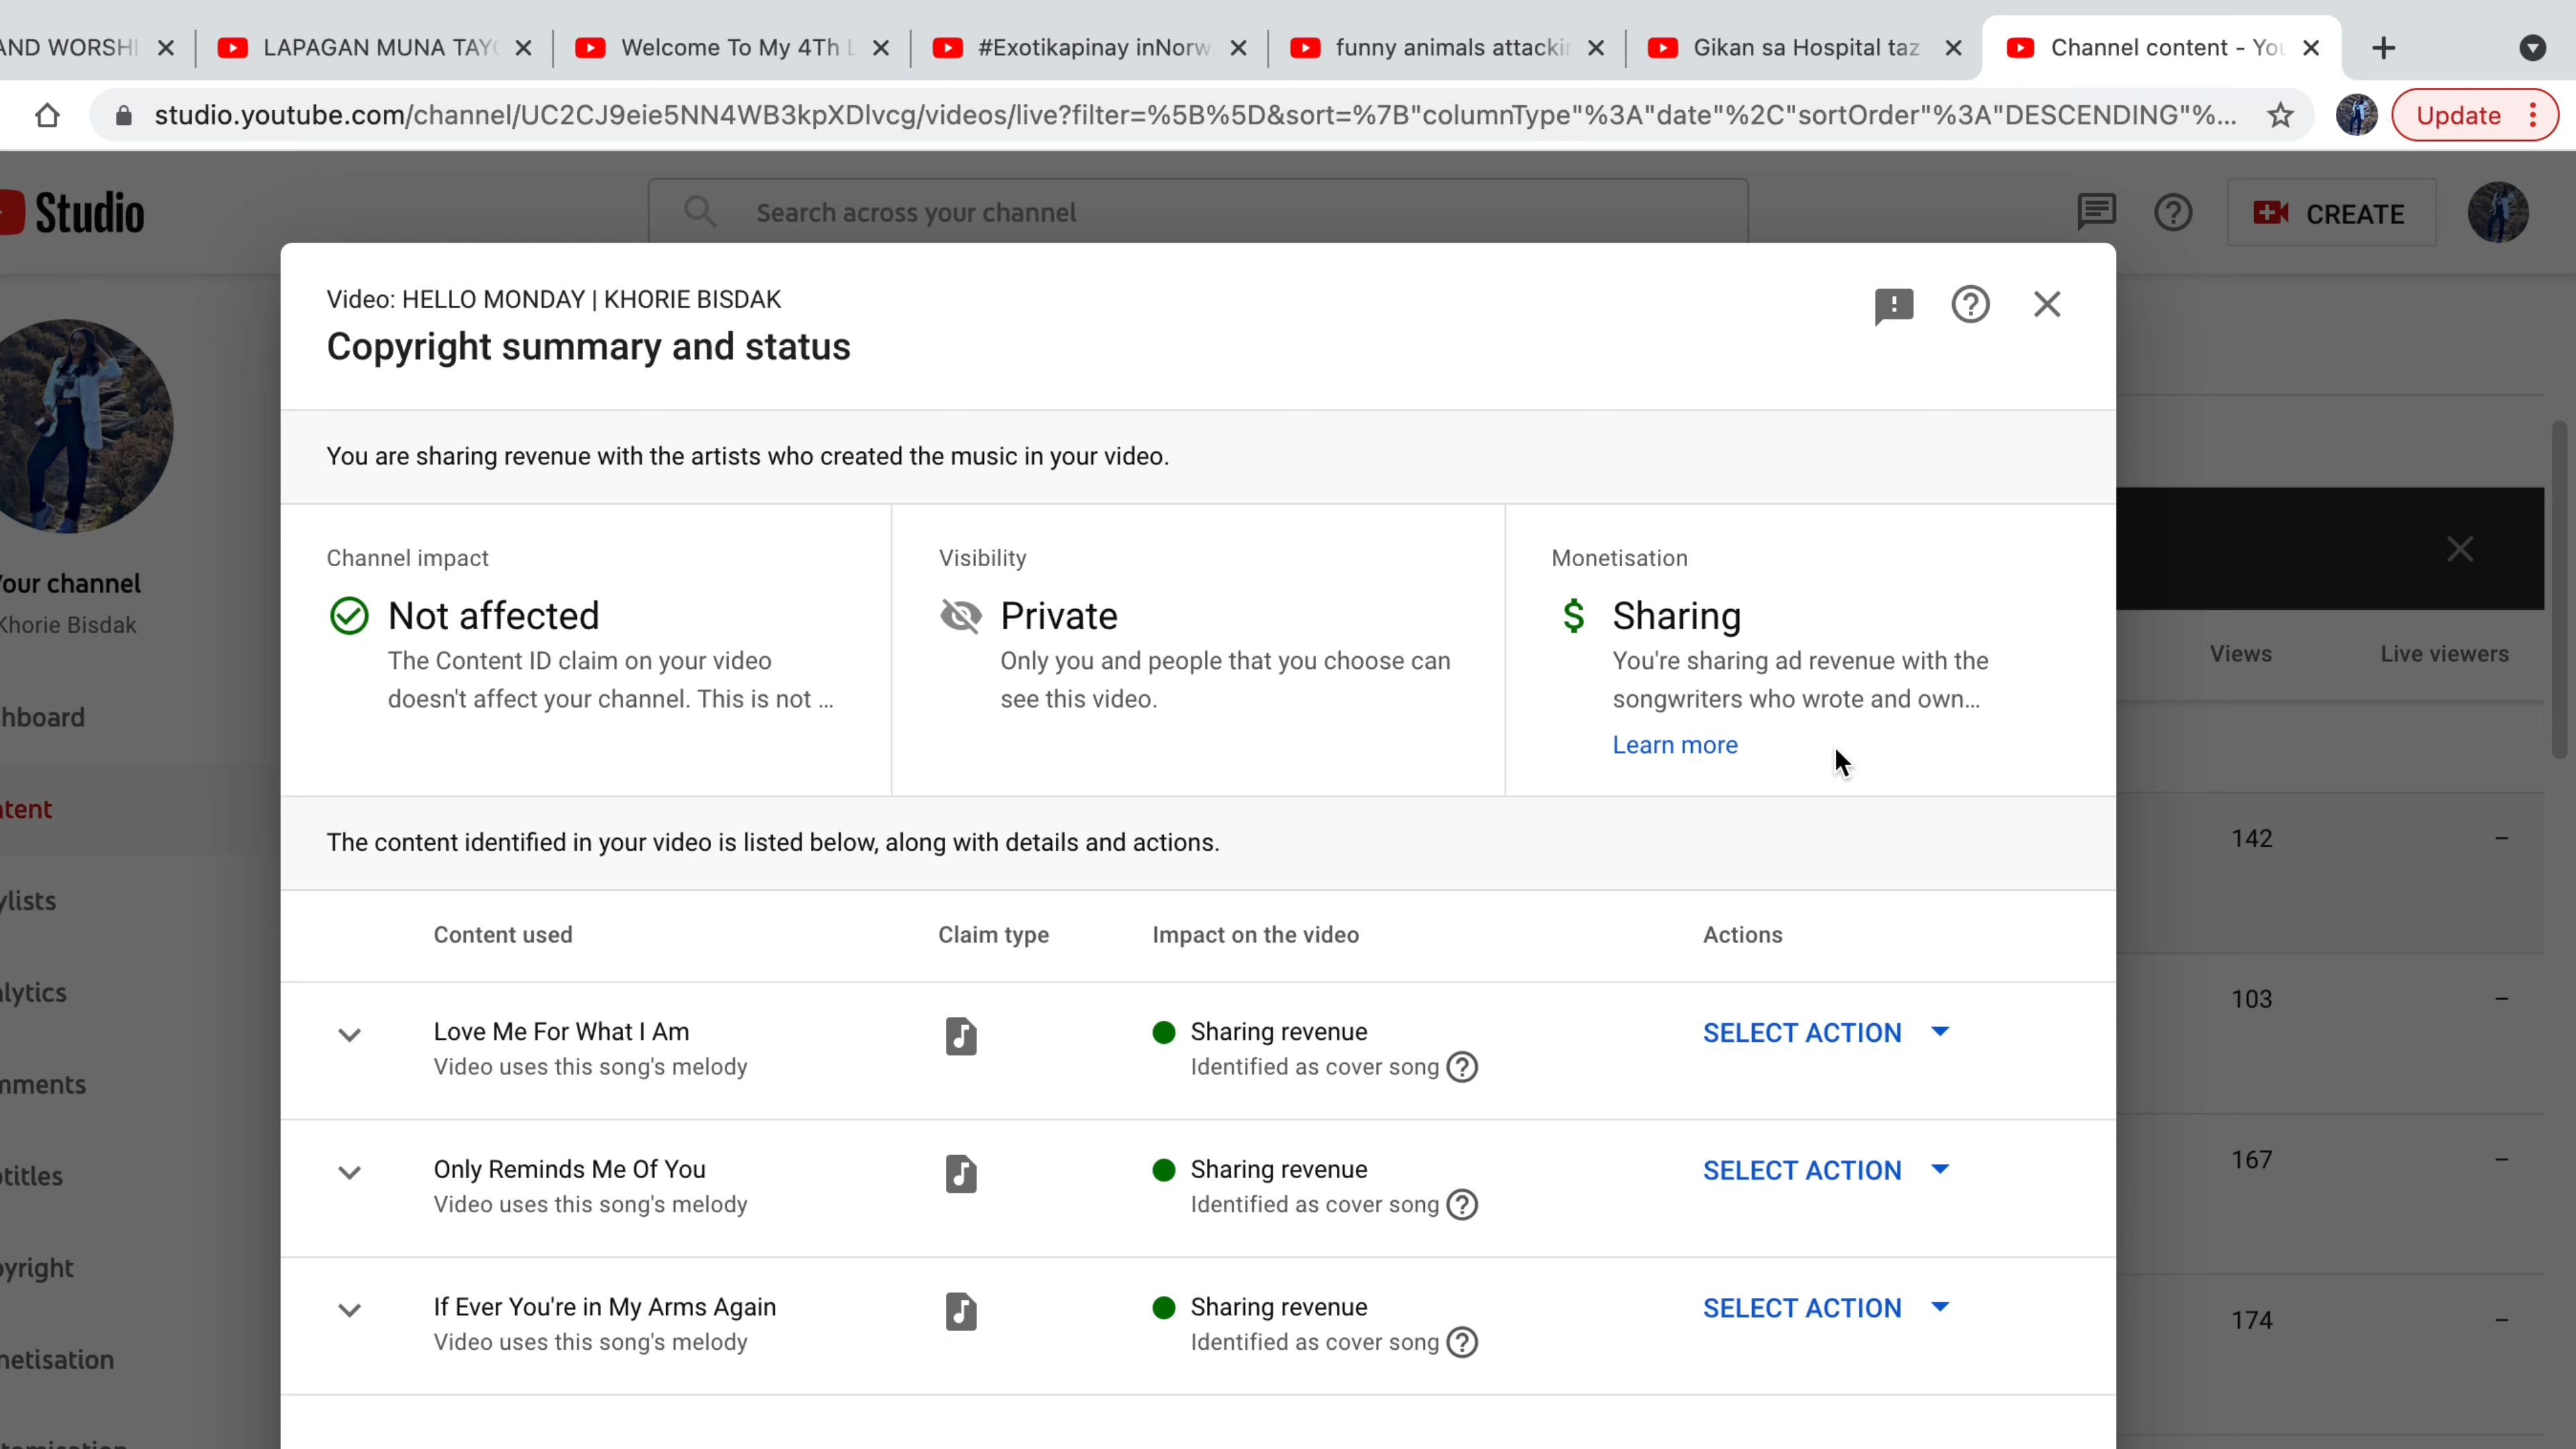 AND WORSHI
LAPAGAN MUNA TAYO
Welcome To My 4Th L
#Exotikapinay inNorw
funny animals attackin
Gikan sa Hospital taz
Channel content - You
studio.youtube.com/channel/UC2CJ9eie5NN4WB3kpXDlvcg/videos/live?filter=%5B%5D&sort=%7B"columnType"%3A"date"%2C"sortOrder"%3A"DESCENDING"%...
Update
Studio
Search across your channel
CREATE
Video: HELLO MONDAY | KHORIE BISDAK
Copyright summary and status
You are sharing revenue with the artists who created the music in your video.
Channel impact
Not affected
The Content ID claim on your video
doesn't affect your channel. This is not ...
Visibility
Private
Only you and people that you choose can
see this video.
Monetisation
Sharing
You're sharing ad revenue with the
songwriters who wrote and own...
Learn more
The content identified in your video is listed below, along with details and actions.
Content used
Claim type
Impact on the video
Actions
Love Me For What I Am
Video uses this song's melody
Sharing revenue
Identified as cover song
SELECT ACTION
Only Reminds Me Of You
Video uses this song's melody
Sharing revenue
Identified as cover song
SELECT ACTION
If Ever You're in My Arms Again
Video uses this song's melody
Sharing revenue
Identified as cover song
SELECT ACTION
our channel
Khorie Bisdak
hboard
tent
ylists
lytics
mments
titles
yright
netisation
Views
Live viewers
142
–
103
–
167
–
174
–